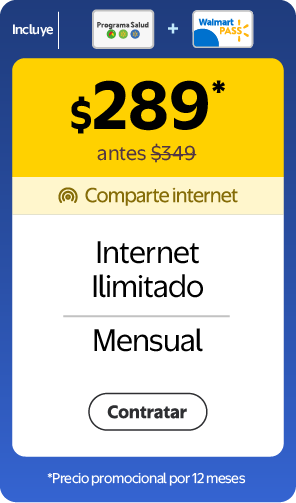 Incluye
Programa Salud
+
Walmart
PASS
$289*
antes $349
Comparte internet
Internet
Ilimitado
Mensual
Contratar
*Precio promocional por 12 meses